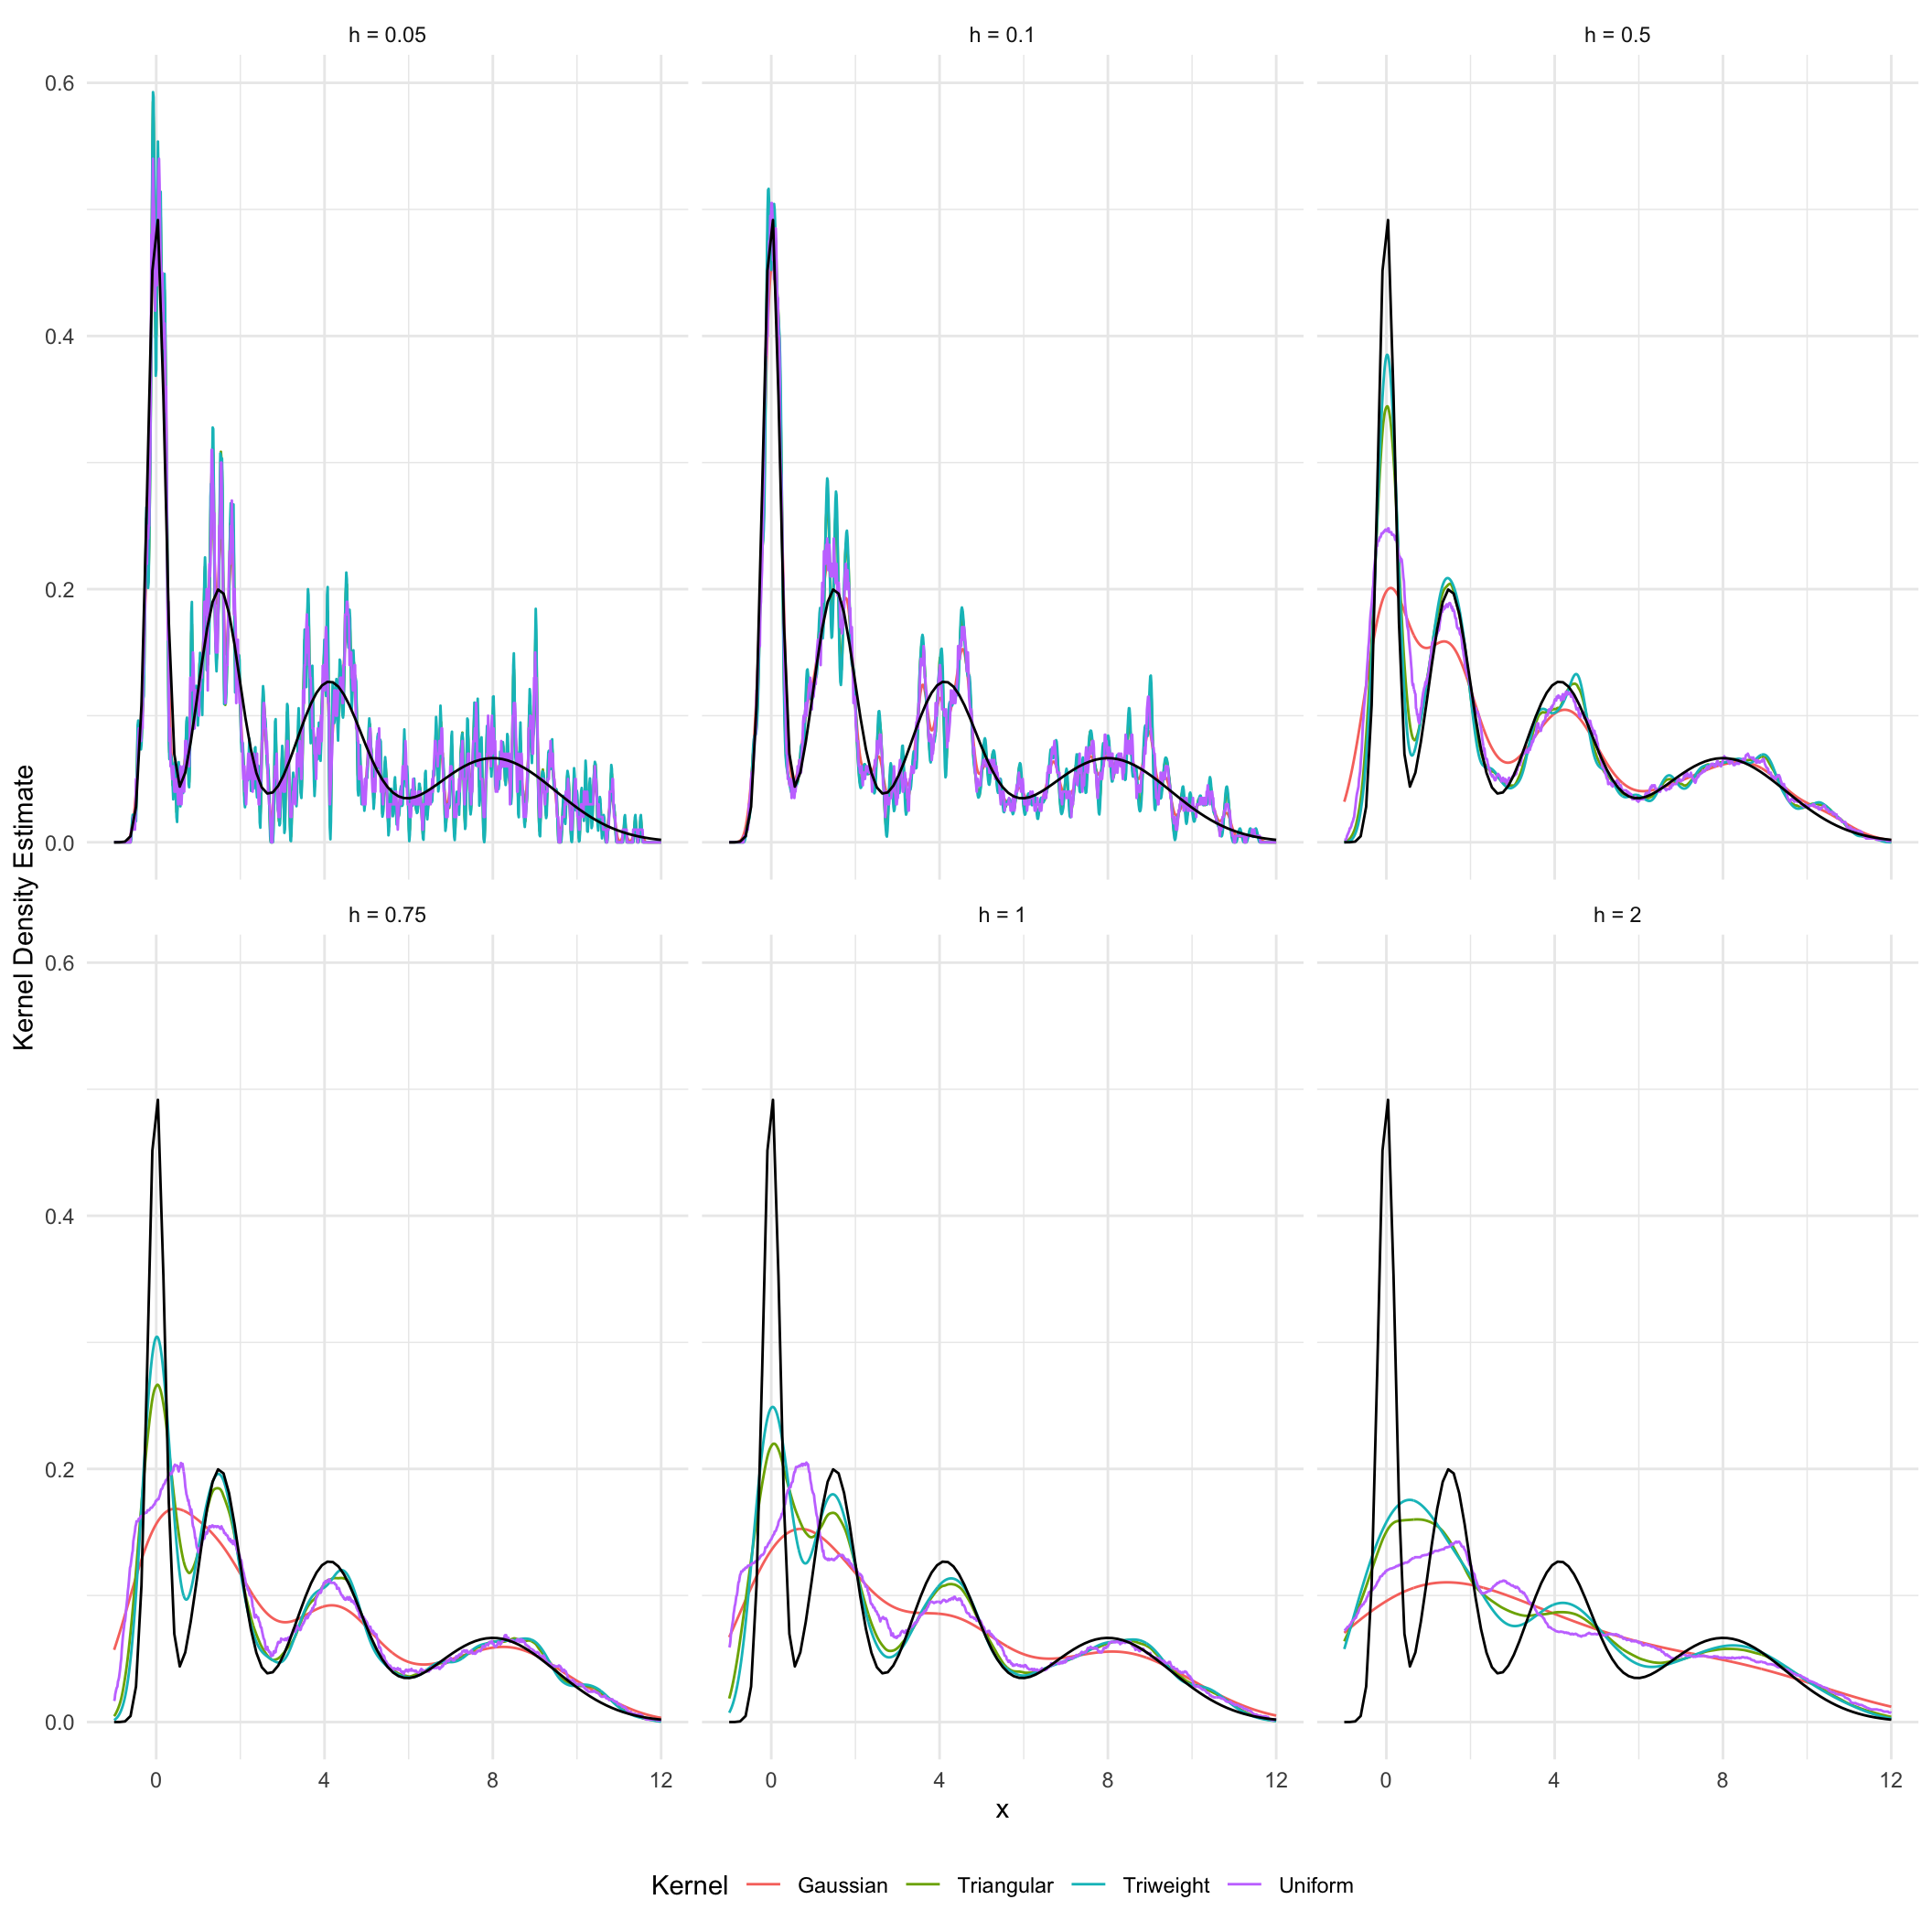 h = 0.05
h = 0.1
h = 0.5
0.6
0.4
0.2
0.0
h = 0.75
h = 1
h = 2
0.6
0.4
0.2
0.0
Kernel Density Estimate
0 4 8 12
0 4 8 12
0 4 8 12
x
Kernel Gaussian Triangular Triweight Uniform